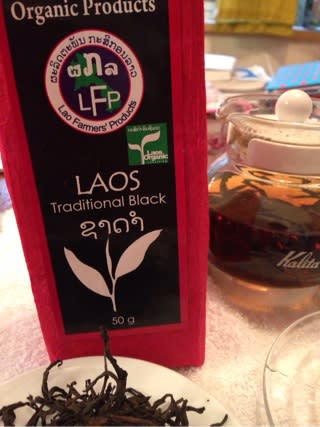 Organic Products
ຜະລິດຕະພັນ ກະສິກອນລາວ
ຜກລ
LFP
Lao Farmers' Products
Laos
Organic
LAOS
Traditional Black
ຊາດຳ
50 g
Kalita